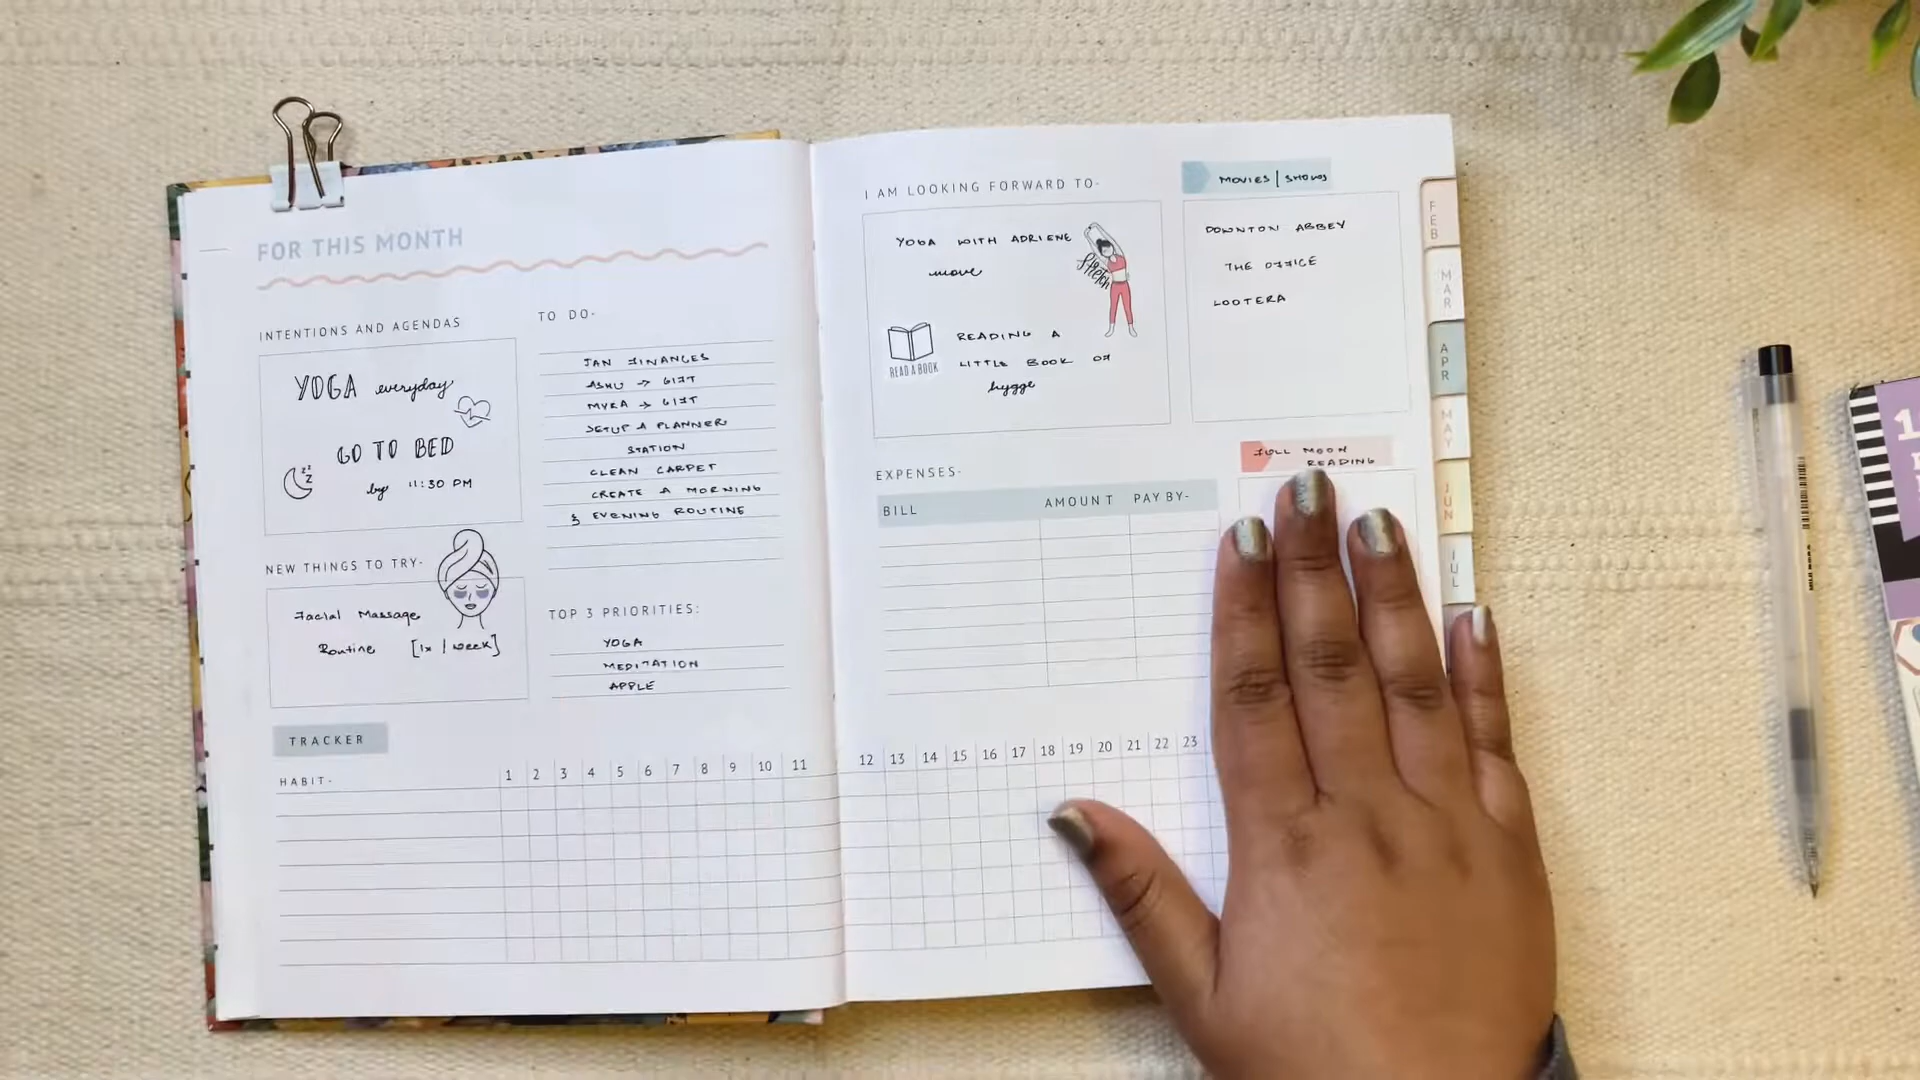 FOR THIS MONTH
INTENTIONS AND AGENDAS
YOGA everyday
GO TO BED
by 11:30 PM
NEW THINGS TO TRY-
Facial Massage
Routine [1x / week]
TO DO-
JAN FINANCES
ASHU → GIFT
MYRA → GIFT
SETUP A PLANNER
STATION
CLEAN CARPET
CREATE A MORNING
& EVENING ROUTINE
TOP 3 PRIORITIES:
YOGA
MEDITATION
APPLE
TRACKER
HABIT-
1 2 3 4 5 6 7 8 9 10 11
I AM LOOKING FORWARD TO-
YOGA WITH ADRIENE
move
Stretch
READ A BOOK
READING A
LITTLE BOOK OF
hygge
MOVIES | SHOWS
DOWNTON ABBEY
THE OFFICE
LOOTERA
EXPENSES-
BILL AMOUNT PAY BY-
FULL MOON
READING
12 13 14 15 16 17 18 19 20 21 22 23
FEB
MAR
APR
MAY
JUN
JUL